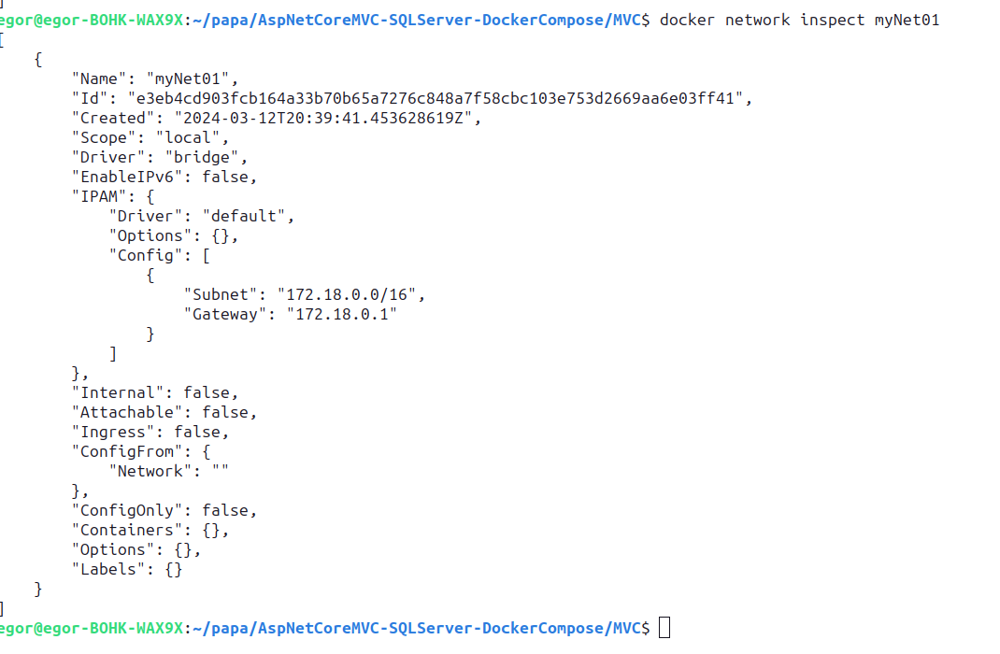 ]
egor@egor-BOHK-WAX9X:~/papa/AspNetCoreMVC-SQLServer-DockerCompose/MVC$ docker network inspect myNet01
[
    {
        "Name": "myNet01",
        "Id": "e3eb4cd903fcb164a33b70b65a7276c848a7f58cbc103e753d2669aa6e03ff41",
        "Created": "2024-03-12T20:39:41.453628619Z",
        "Scope": "local",
        "Driver": "bridge",
        "EnableIPv6": false,
        "IPAM": {
            "Driver": "default",
            "Options": {},
            "Config": [
                {
                    "Subnet": "172.18.0.0/16",
                    "Gateway": "172.18.0.1"
                }
            ]
        },
        "Internal": false,
        "Attachable": false,
        "Ingress": false,
        "ConfigFrom": {
            "Network": ""
        },
        "ConfigOnly": false,
        "Containers": {},
        "Options": {},
        "Labels": {}
    }
]
egor@egor-BOHK-WAX9X:~/papa/AspNetCoreMVC-SQLServer-DockerCompose/MVC$